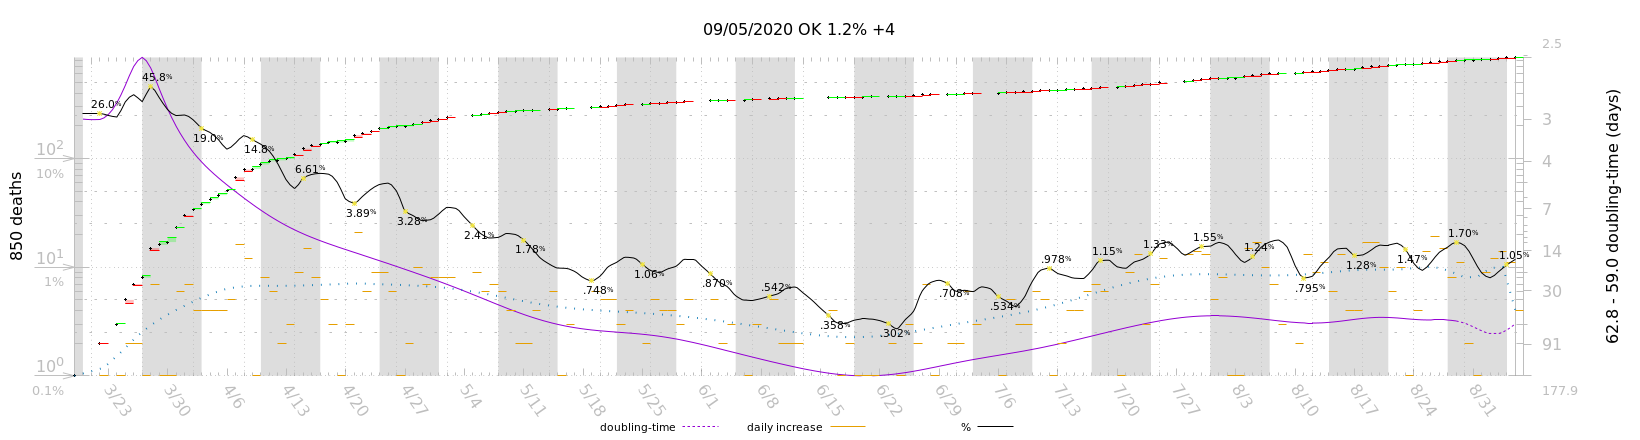 09/05/2020 OK 1.2% +4
850 deaths
62.8 - 59.0 doubling-time (days)
10² 10% 10¹ 1% 10⁰ 0.1%
2.5 3 4 7 14 30 91 177.9
45.8% 26.0% 19.0% 14.8% 6.61% 3.89% 3.28% 2.41% 1.78% .748% 1.06% .870% .542% .358% .302% .708% .534% .978% 1.15% 1.33% 1.55% 1.24% .795% 1.28% 1.47% 1.70% 1.05%
3/23 3/30 4/6 4/13 4/20 4/27 5/4 5/11 5/18 5/25 6/1 6/8 6/15 6/22 6/29 7/6 7/13 7/20 7/27 8/3 8/10 8/17 8/24 8/31
doubling-time daily increase %